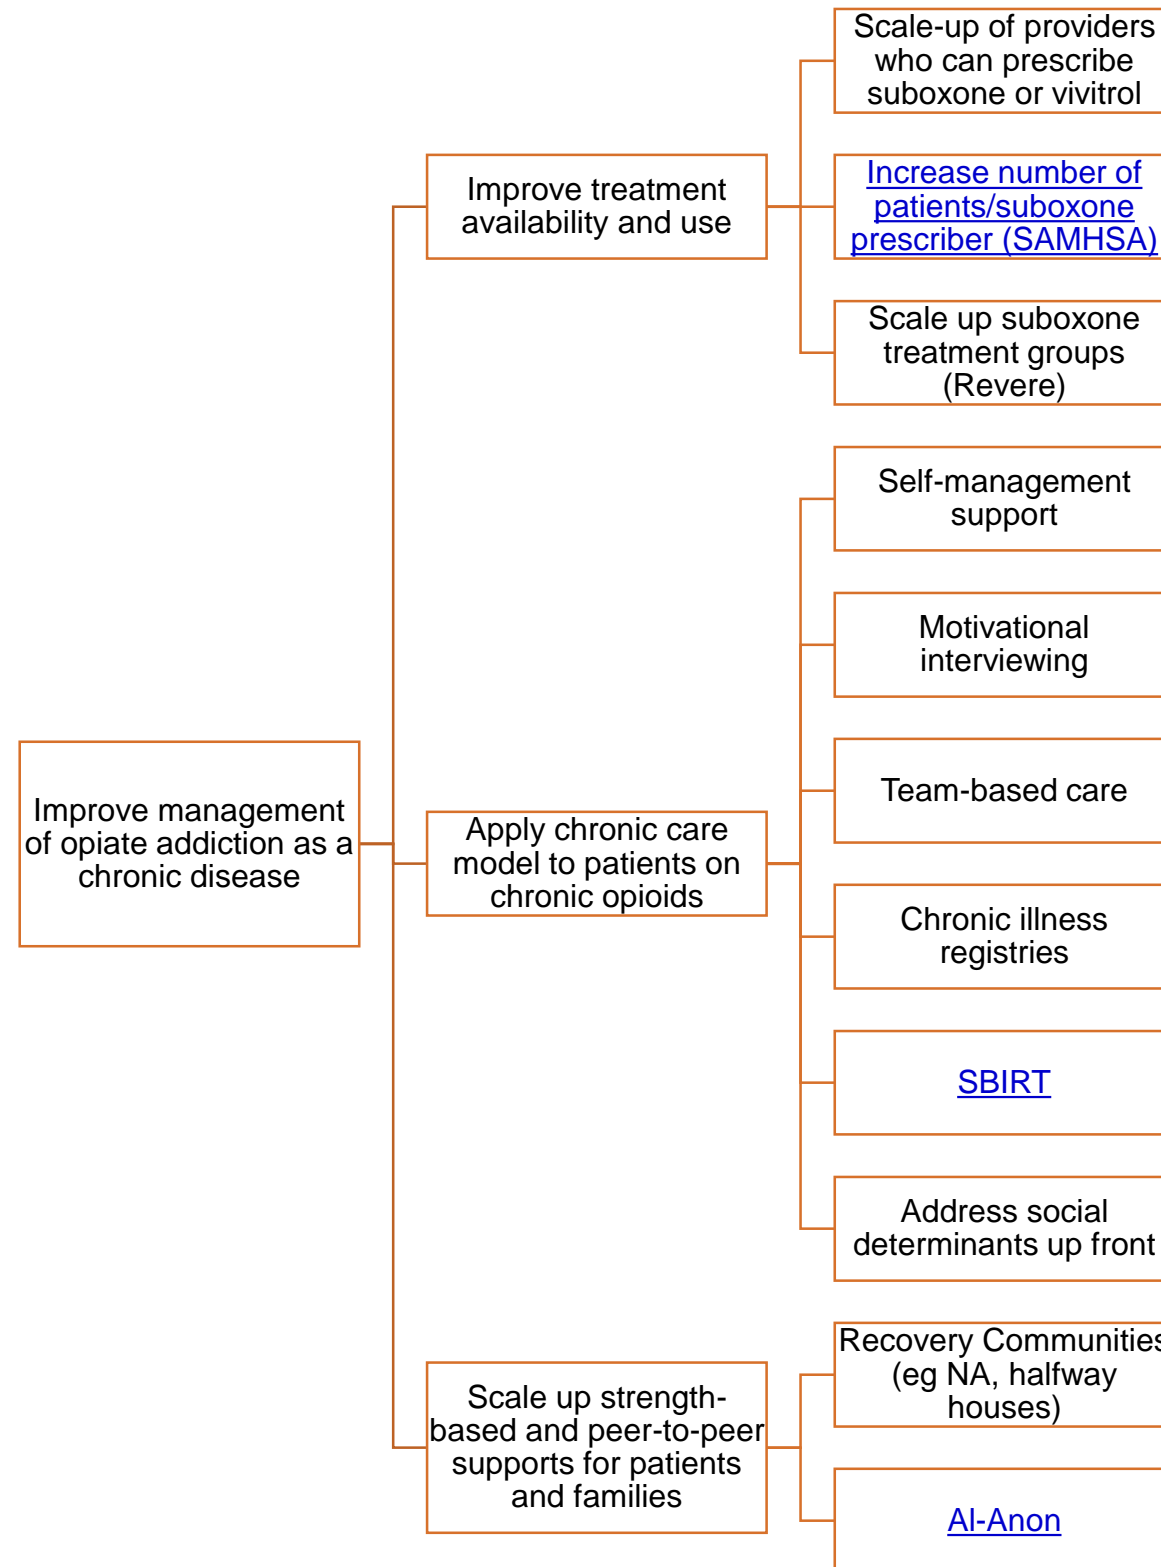 Scale-up of providers
who can prescribe
suboxone or vivitrol
Improve treatment
availability and use
Increase number of
patients/suboxone
prescriber (SAMHSA)
Scale up suboxone
treatment groups
(Revere)
Self-management
support
Motivational
interviewing
Team-based care
Improve management
of opiate addiction as a
chronic disease
Apply chronic care
model to patients on
chronic opioids
Chronic illness
registries
SBIRT
Address social
determinants up front
Scale up strength-
based and peer-to-peer
supports for patients
and families
Recovery Communities
(eg NA, halfway
houses)
Al-Anon